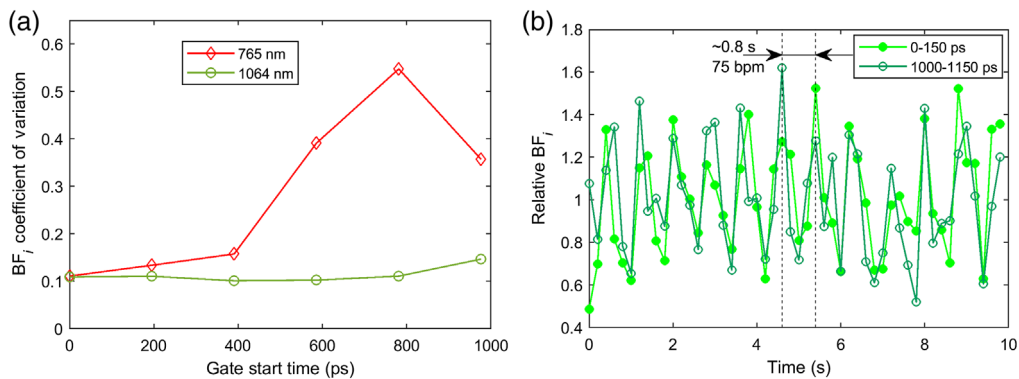 (a)
0.6
0.5
0.4
0.3
0.2
0.1
0
BFi coefficient of variation
765 nm
1064 nm
0 200 400 600 800 1000
Gate start time (ps)
(b)
1.8
1.6
1.4
1.2
1.0
0.8
0.6
0.4
Relative BFi
~0.8 s
75 bpm
0-150 ps
1000-1150 ps
0 2 4 6 8 10
Time (s)